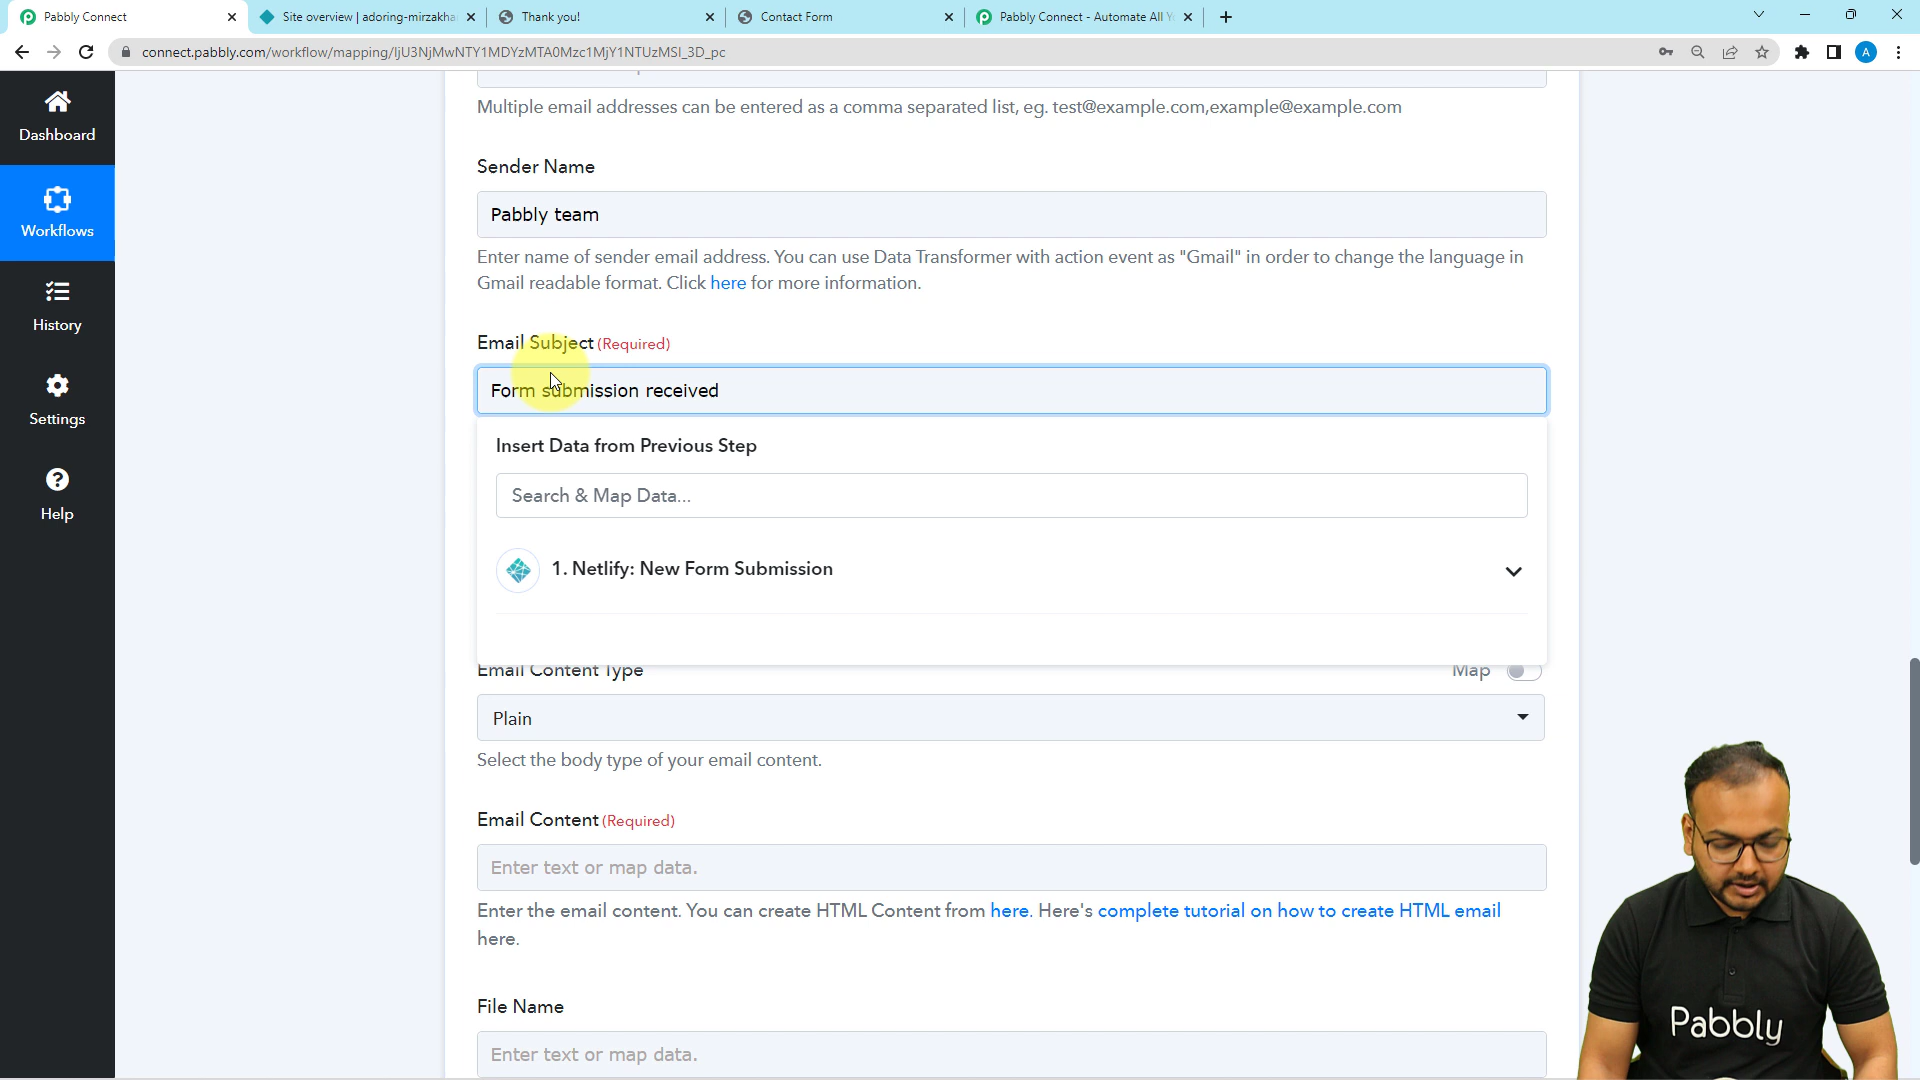 Pabbly Connect
Site overview | adoring-mirzakha
Thank you!
Contact Form
Pabbly Connect - Automate All Y
connect.pabbly.com/workflow/mapping/IjU3NjMwNTY1MDYzMTA0Mzc1MjY1NTUzMSI_3D_pc
A
Dashboard
Workflows
History
Settings
Help
Multiple email addresses can be entered as a comma separated list, eg. test@example.com,example@example.com
Sender Name
Pabbly team
Enter name of sender email address. You can use Data Transformer with action event as "Gmail" in order to change the language in
Gmail readable format. Click here for more information.
Email Subject (Required)
Form submission received
Insert Data from Previous Step
Search & Map Data...
1. Netlify: New Form Submission
Email Content Type
Map
Plain
Select the body type of your email content.
Email Content (Required)
Enter text or map data.
Enter the email content. You can create HTML Content from here. Here's complete tutorial on how to create HTML email
here.
File Name
Enter text or map data.
Pabbly